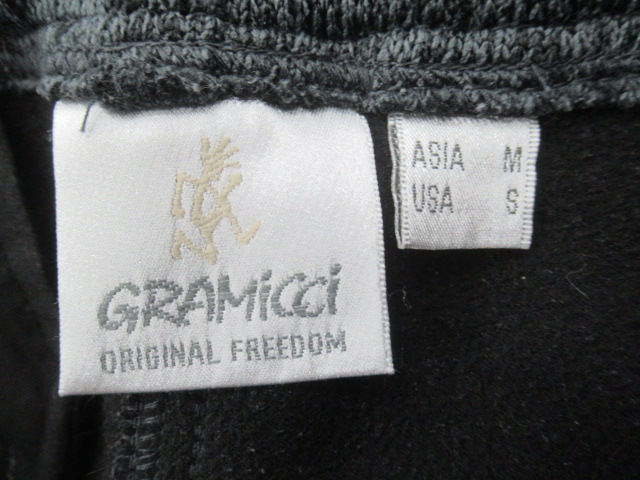 GRAMiCCi
ORIGINAL FREEDOM
ASIA M
USA S